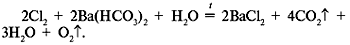 2Cl₂ + 2Ba(HCO₃)₂ + H₂O =ᵗ 2BaCl₂ + 4CO₂↑ +
3H₂O + O₂↑.